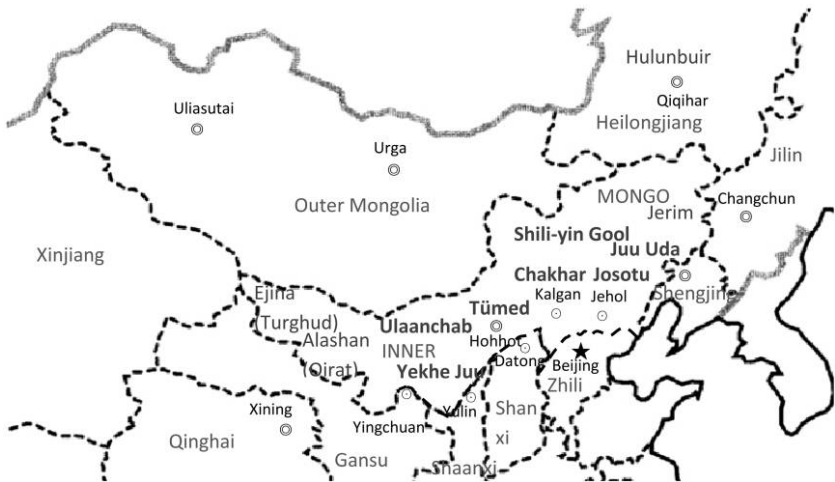 Hulunbuir
Qiqihar
Uliasutai
Heilongjiang
Urga
Jilin
MONGO
Changchun
Outer Mongolia
Jerim
Shili-yin Gool
Juu Uda
Xinjiang
Chakhar Josotu
Ejina
Kalgan
Jehol
Shengjing
Tümed
(Turghud)
Ulaanchab
Alashan
INNER
Hohhot
Datong
(Oirat)
Yekhe Juu
Beijing
Zhili
Xining
Yulin
Shan
Yingchuan
xi
Qinghai
Gansu
Shaanxi